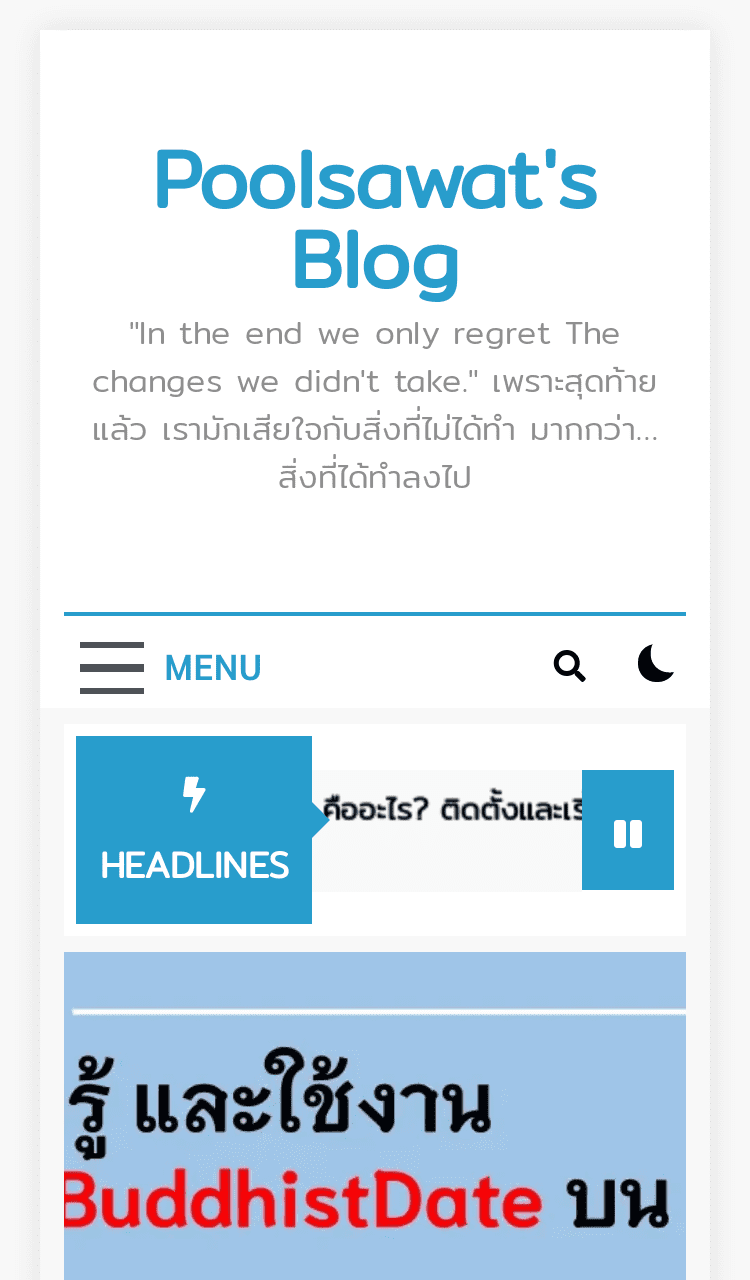 Poolsawat's
Blog
"In the end we only regret The
changes we didn't take." เพราะสุดท้าย
แล้ว เรามักเสียใจกับสิ่งที่ไม่ได้ทำ มากกว่า...
สิ่งที่ได้ทำลงไป
MENU
HEADLINES
คืออะไร? ติดตั้งและเริ
รู้ และใช้งาน
BuddhistDate บน